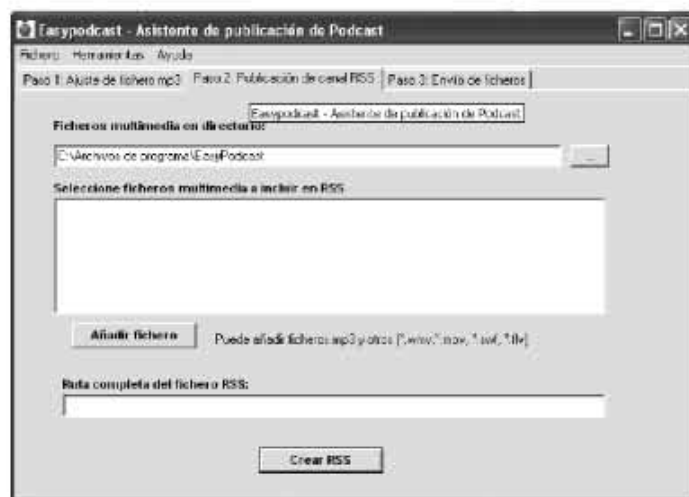 Easypodcast - Asistente de publicación de Podcast
Fichero Herramientas Ayuda
Paso 1: Ajuste de fichero mp3 Paso 2: Publicación de canal RSS Paso 3: Envío de ficheros
Easypodcast - Asistente de publicación de Podcast
Ficheros multimedia en directorio:
C:\Archivos de programa\EasyPodcast ...
Seleccione ficheros multimedia a incluir en RSS
Añadir fichero Puede añadir ficheros mp3 y otros (*.wmv,*.mov, *.swf, *.flv)
Ruta completa del fichero RSS:
Crear RSS